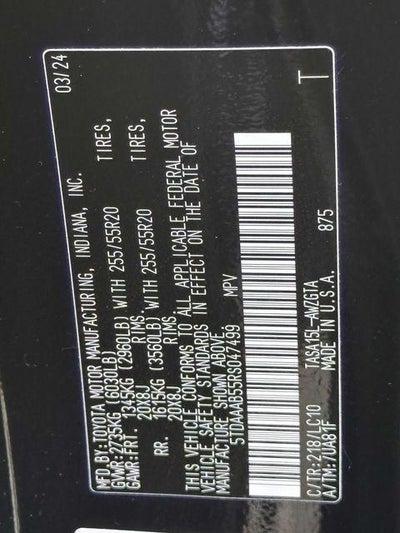 MFD.BY:TOYOTA MOTOR MANUFACTURING, INDIANA, INC. 03/24
GVWR:2735KG (6030LB)
GAWR:FRT. 1345KG (2960LB) WITH 255/55R20 TIRES,
20X8J RIMS
RR. 1615KG (3560LB) WITH 255/55R20 TIRES,
20X8J RIMS
THIS VEHICLE CONFORMS TO ALL APPLICABLE FEDERAL MOTOR
VEHICLE SAFETY STANDARDS IN EFFECT ON THE DATE OF
MANUFACTURE SHOWN ABOVE.
5TDAAAB55RS047499 MPV
C/TR:218/LC10 TASA15L-AWZGTA T
A/TM:7UA81F MADE IN U.S.A. 875